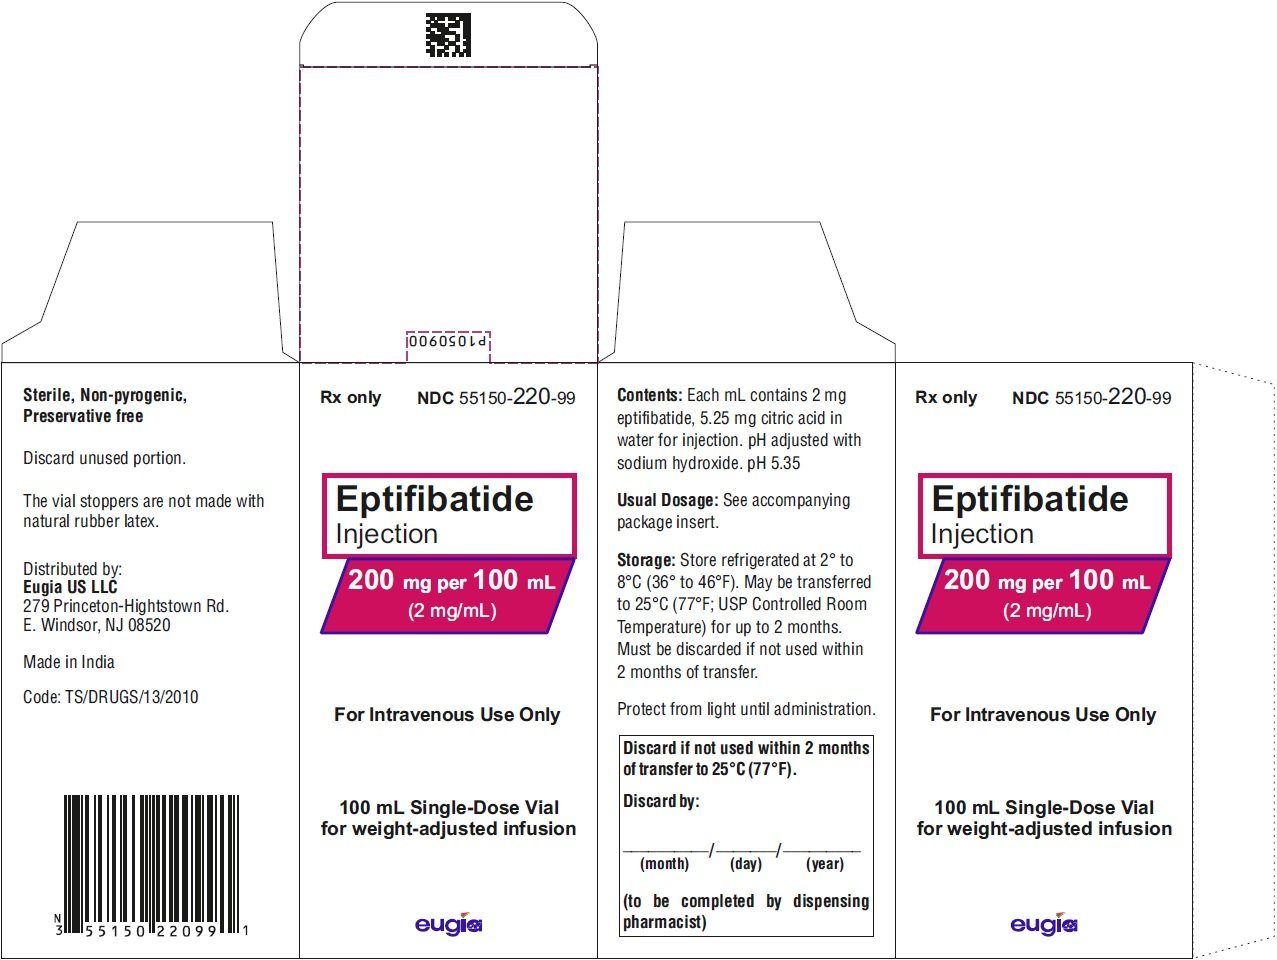 P1050900
Sterile, Non-pyrogenic,
Preservative free
Discard unused portion.
The vial stoppers are not made with
natural rubber latex.
Distributed by:
Eugia US LLC
279 Princeton-Hightstown Rd.
E. Windsor, NJ 08520
Made in India
Code: TS/DRUGS/13/2010
N
3 55150 22099 1
Rx only NDC 55150-220-99
Eptifibatide
Injection
200 mg per 100 mL
(2 mg/mL)
For Intravenous Use Only
100 mL Single-Dose Vial
for weight-adjusted infusion
eugia
Contents: Each mL contains 2 mg
eptifibatide, 5.25 mg citric acid in
water for injection. pH adjusted with
sodium hydroxide. pH 5.35
Usual Dosage: See accompanying
package insert.
Storage: Store refrigerated at 2° to
8°C (36° to 46°F). May be transferred
to 25°C (77°F; USP Controlled Room
Temperature) for up to 2 months.
Must be discarded if not used within
2 months of transfer.
Protect from light until administration.
Discard if not used within 2 months
of transfer to 25°C (77°F).
Discard by:
________/______/_______
(month) (day) (year)
(to be completed by dispensing
pharmacist)
Rx only NDC 55150-220-99
Eptifibatide
Injection
200 mg per 100 mL
(2 mg/mL)
For Intravenous Use Only
100 mL Single-Dose Vial
for weight-adjusted infusion
eugia